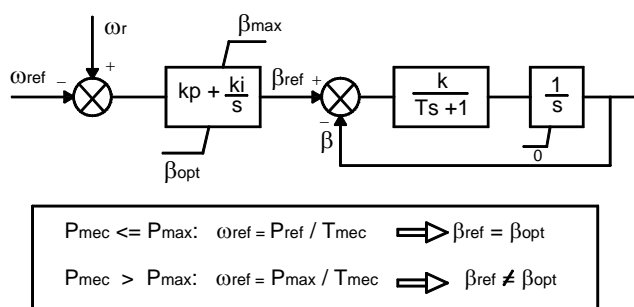 ωr
βmax
ωref
−
+
kp + ki/s
βref
+
−
k
Ts +1
1
s
β
0
βopt
Pmec <= Pmax: ωref = Pref / Tmec ⇒ βref = βopt
Pmec > Pmax: ωref = Pmax / Tmec ⇒ βref ≠ βopt